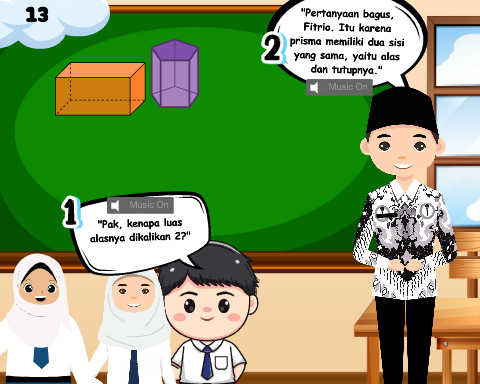 13
1
Music On
"Pak, kenapa luas
alasnya dikalikan 2?"
2
"Pertanyaan bagus,
Fitrio. Itu karena
prisma memiliki dua sisi
yang sama, yaitu alas
dan tutupnya."
Music On